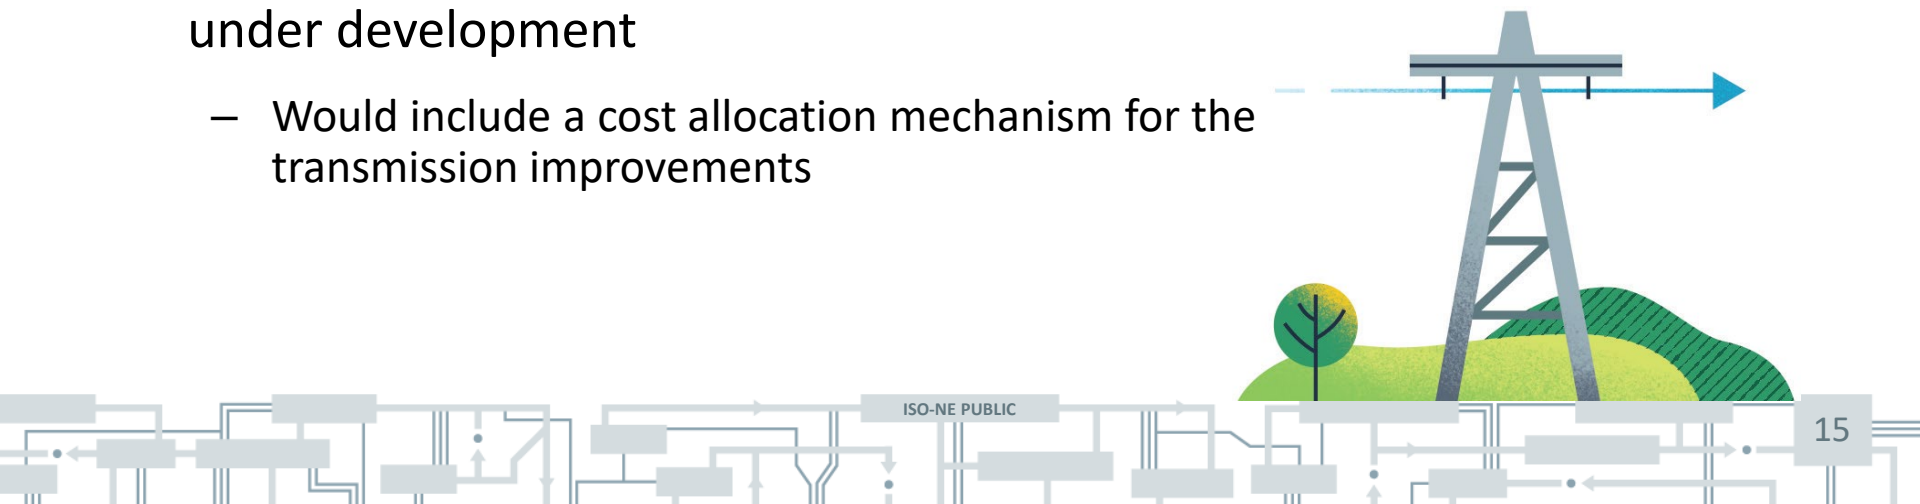 under development
– Would include a cost allocation mechanism for the
transmission improvements
ISO-NE PUBLIC
15